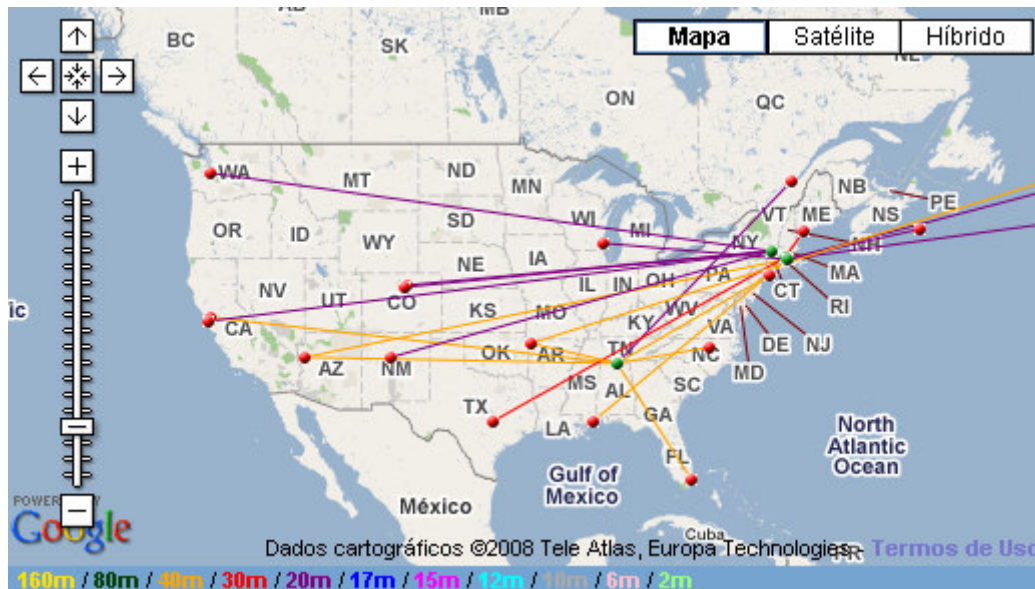 AB
MB
NL
BC
SK
Mapa
Satélite
Híbrido
ON
QC
WA
MT
ND
MN
NB
PE
OR
ID
SD
WI
MI
VT
ME
NS
WY
NY
NH
NE
IA
MA
NV
UT
CO
IL
IN
OH
PA
CT
RI
ic
CA
KS
MO
KY
WV
VA
DE
NJ
AZ
NM
OK
AR
TN
NC
MD
MS
AL
SC
TX
LA
GA
FL
North
Atlantic
Ocean
Gulf of
Mexico
México
POWERED BY
Google
Cuba
PR
Dados cartográficos ©2008 Tele Atlas, Europa Technologies - Termos de Uso
160m / 80m / 40m / 30m / 20m / 17m / 15m / 12m / 10m / 6m / 2m